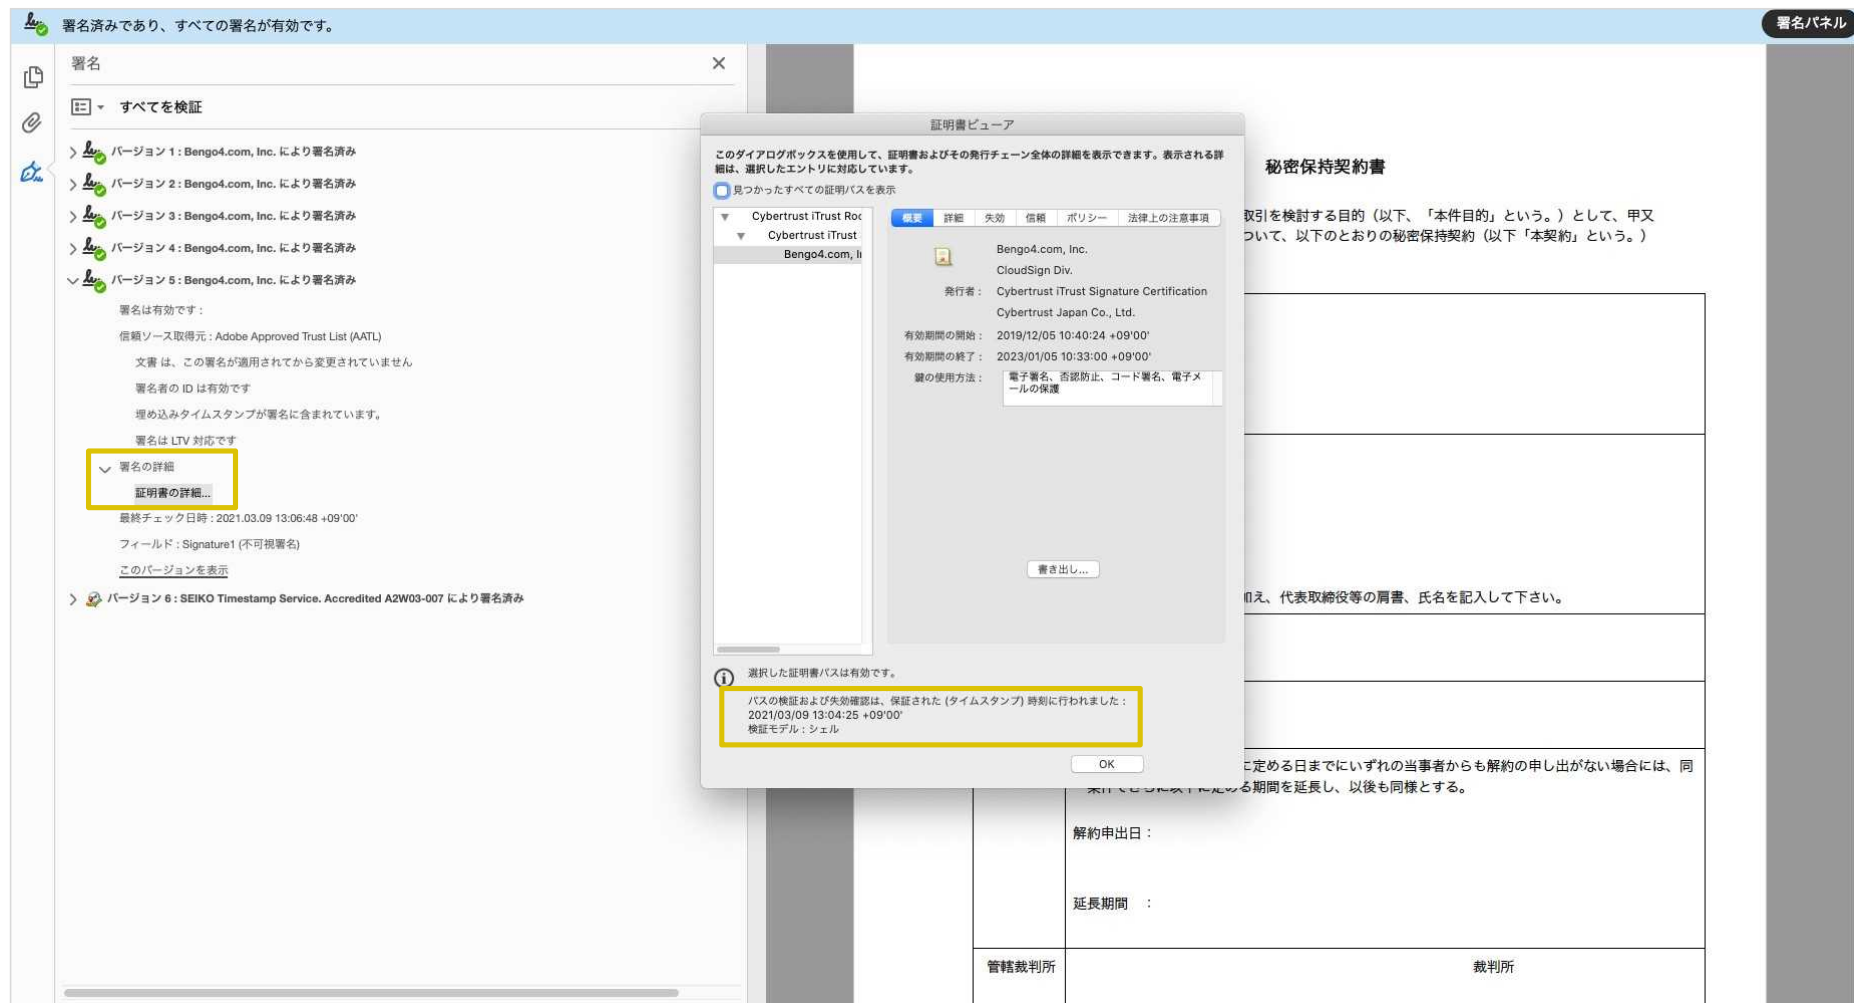 署名済みであり、すべての署名が有効です。
署名パネル
署名
すべてを検証
バージョン 1 : Bengo4.com, Inc. により署名済み
バージョン 2 : Bengo4.com, Inc. により署名済み
バージョン 3 : Bengo4.com, Inc. により署名済み
バージョン 4 : Bengo4.com, Inc. により署名済み
バージョン 5 : Bengo4.com, Inc. により署名済み
署名は有効です :
信頼ソース取得元 : Adobe Approved Trust List (AATL)
文書 は、この署名が適用されてから変更されていません
署名者の ID は有効です
埋め込みタイムスタンプが署名に含まれています。
署名は LTV 対応です
署名の詳細
証明書の詳細...
最終チェック日時 : 2021.03.09 13:06:48 +09'00'
フィールド : Signature1 (不可視署名)
このバージョンを表示
バージョン 6 : SEIKO Timestamp Service. Accredited A2W03-007 により署名済み
証明書ビューア
このダイアログボックスを使用して、証明書およびその発行チェーン全体の詳細を表示できます。表示される詳
細は、選択したエントリに対応しています。
見つかったすべての証明パスを表示
Cybertrust iTrust Roo
Cybertrust iTrust
Bengo4.com, I
概要 詳細 失効 信頼 ポリシー 法律上の注意事項
Bengo4.com, Inc.
CloudSign Div.
発行者 : Cybertrust iTrust Signature Certification
Cybertrust Japan Co., Ltd.
有効期間の開始 : 2019/12/05 10:40:24 +09'00'
有効期間の終了 : 2023/01/05 10:33:00 +09'00'
鍵の使用方法 : 電子署名、否認防止、コード署名、電子メ
ールの保護
書き出し...
選択した証明書パスは有効です。
パスの検証および失効確認は、保証された (タイムスタンプ) 時刻に行われました :
2021/03/09 13:04:25 +09'00'
検証モデル : シェル
OK
秘密保持契約書
取引を検討する目的（以下、「本件目的」という。）として、甲又
ついて、以下のとおりの秘密保持契約（以下「本契約」という。）
加え、代表取締役等の肩書、氏名を記入して下さい。
に定める日までにいずれの当事者からも解約の申し出がない場合には、同
る期間を延長し、以後も同様とする。
解約申出日：
延長期間 ：
管轄裁判所 裁判所